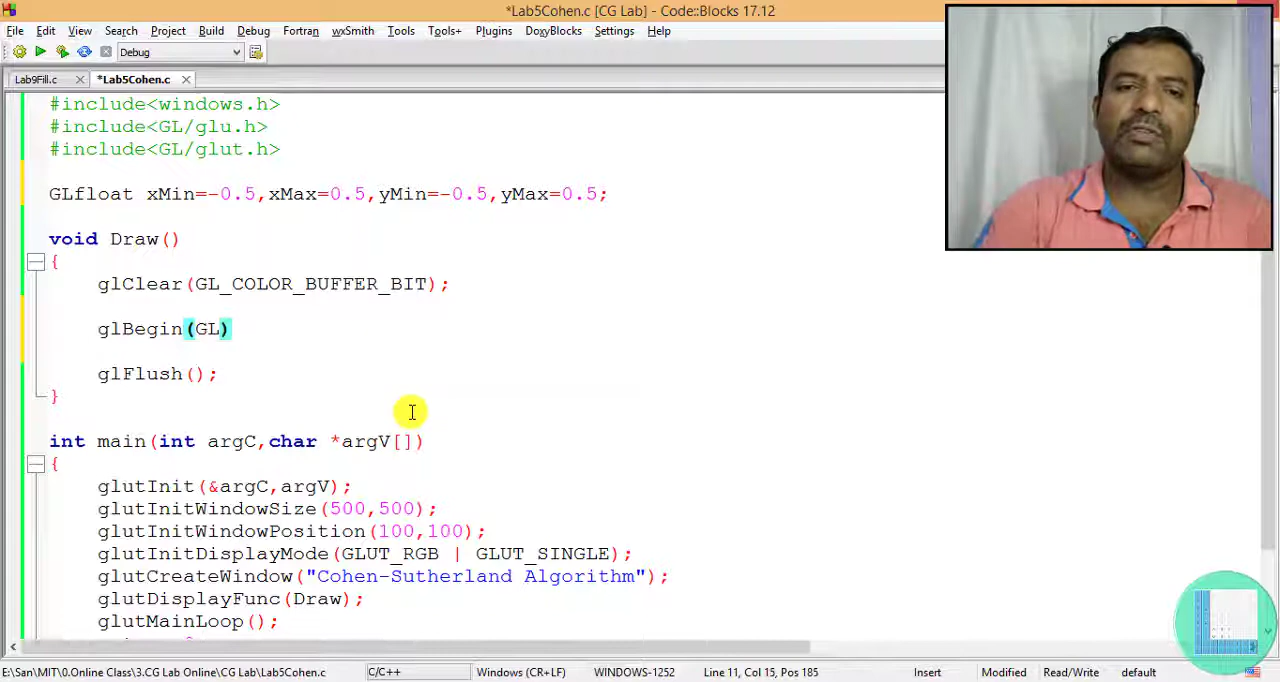 *Lab5Cohen.c [CG Lab] - Code::Blocks 17.12
File Edit View Search Project Build Debug Fortran wxSmith Tools Tools+ Plugins DoxyBlocks Settings Help
Debug
Lab9Fill.c *Lab5Cohen.c
#include<windows.h>
#include<GL/glu.h>
#include<GL/glut.h>
GLfloat xMin=-0.5,xMax=0.5,yMin=-0.5,yMax=0.5;
void Draw()
{
glClear(GL_COLOR_BUFFER_BIT);
glBegin(GL)
glFlush();
}
int main(int argC,char *argV[])
{
glutInit(&argC,argV);
glutInitWindowSize(500,500);
glutInitWindowPosition(100,100);
glutInitDisplayMode(GLUT_RGB | GLUT_SINGLE);
glutCreateWindow("Cohen-Sutherland Algorithm");
glutDisplayFunc(Draw);
glutMainLoop();
E:\San\MIT\0.Online Class\3.CG Lab Online\CG Lab\Lab5Cohen.c C/C++ Windows (CR+LF) WINDOWS-1252 Line 11, Col 15, Pos 185 Insert Modified Read/Write default